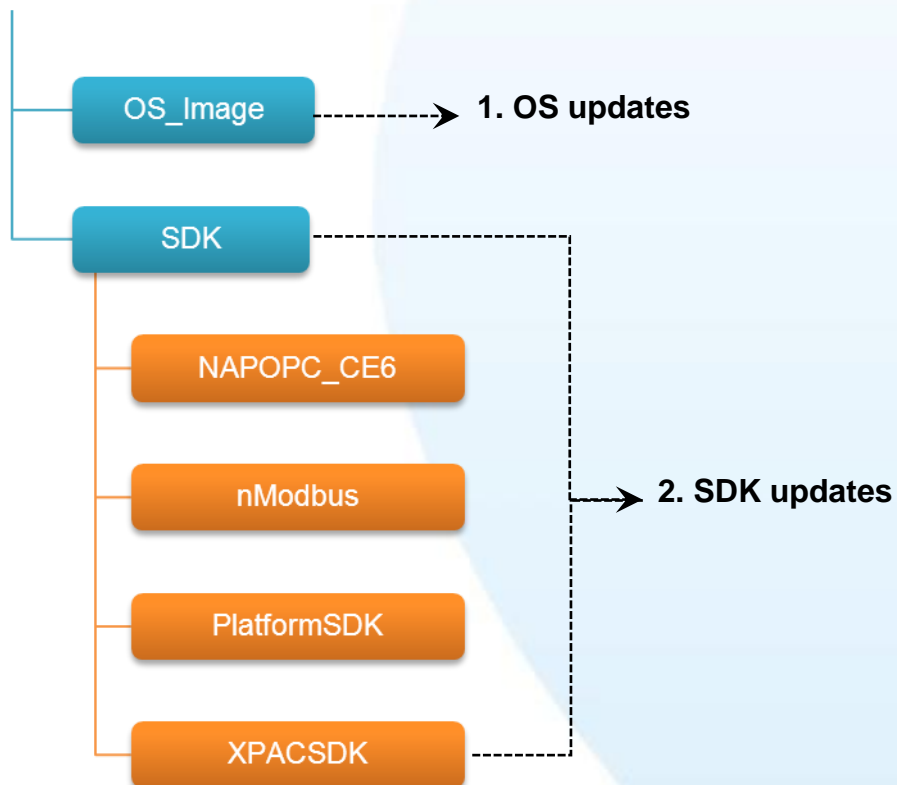 OS_Image
1. OS updates
SDK
NAPOPC_CE6
nModbus
2. SDK updates
PlatformSDK
XPACSDK